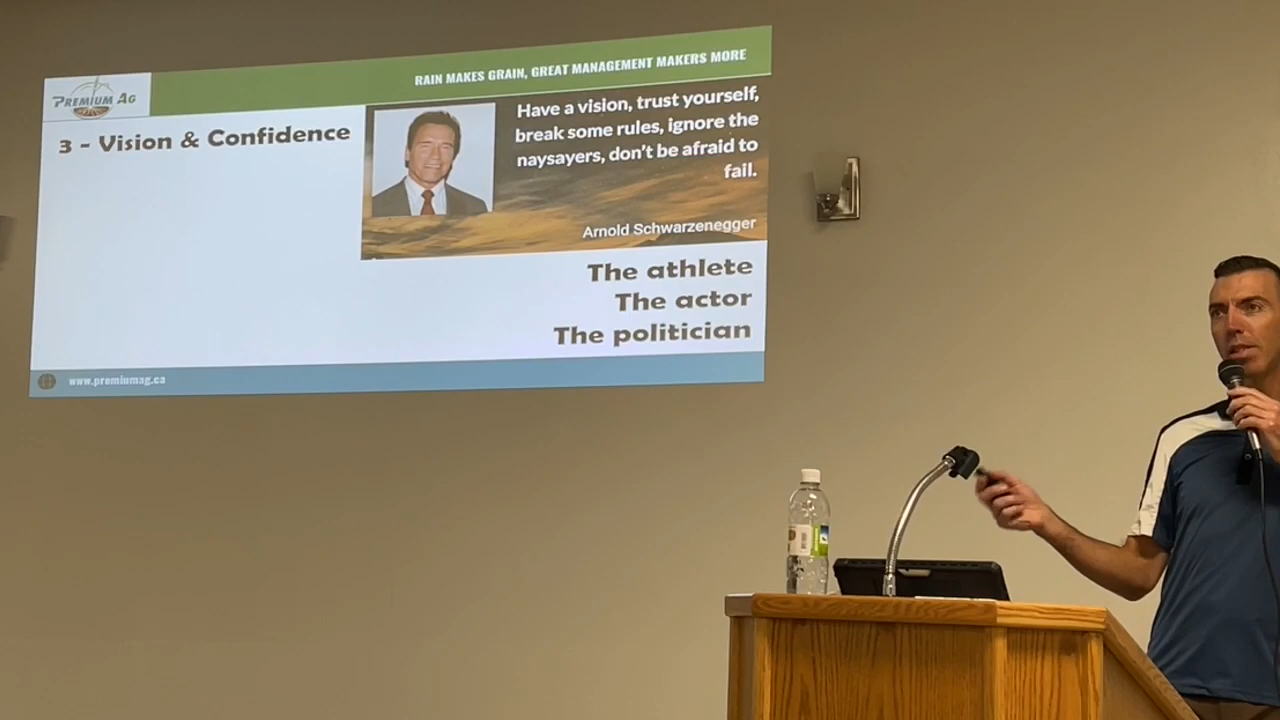 PREMIUM AG
RAIN MAKES GRAIN, GREAT MANAGEMENT MAKERS MORE
3 - Vision & Confidence
Have a vision, trust yourself,
break some rules, ignore the
naysayers, don't be afraid to
fail.
Arnold Schwarzenegger
The athlete
The actor
The politician
www.premiumag.ca